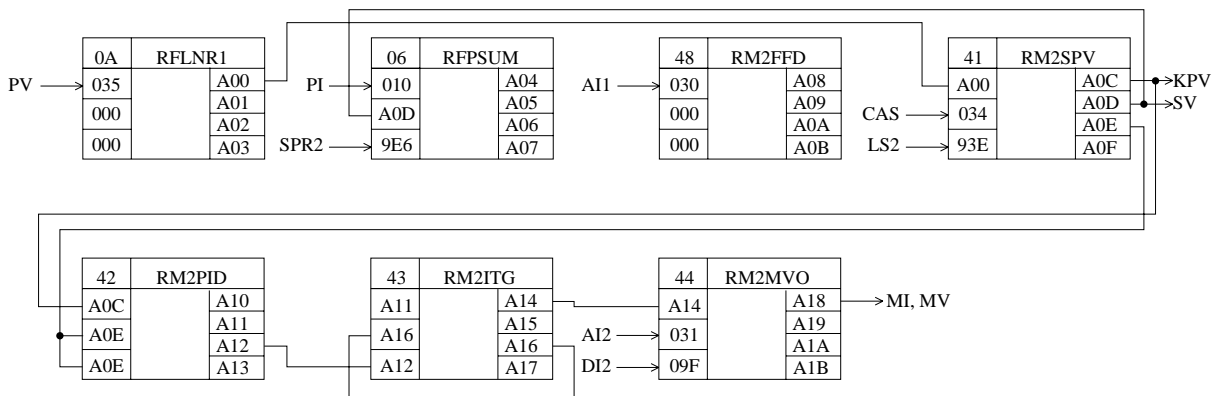 0A RFLNR1
PV 035 A00
000 A01
A02
000 A03
06 RFPSUM
PI 010 A04
A0D A05
A06
SPR2 9E6 A07
48 RM2FFD
AI1 030 A08
000 A09
A0A
000 A0B
41 RM2SPV
A00 A0C KPV
CAS 034 A0D SV
A0E
LS2 93E A0F
42 RM2PID
A0C A10
A0E A11
A12
A0E A13
43 RM2ITG
A11 A14
A16 A15
A16
A12 A17
44 RM2MVO
A14 A18 MI, MV
AI2 031 A19
A1A
DI2 09F A1B